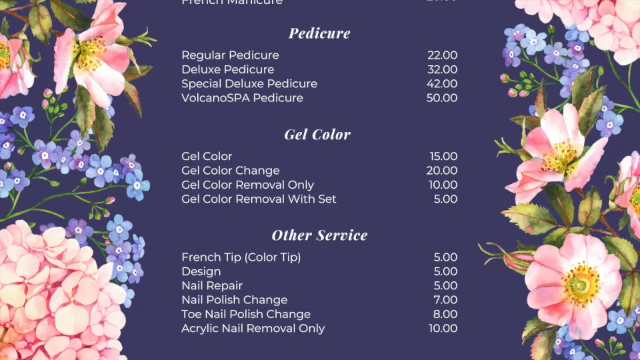 French Manicure
Pedicure
Regular Pedicure 22.00
Deluxe Pedicure 32.00
Special Deluxe Pedicure 42.00
VolcanoSPA Pedicure 50.00
Gel Color
Gel Color 15.00
Gel Color Change 20.00
Gel Color Removal Only 10.00
Gel Color Removal With Set 5.00
Other Service
French Tip (Color Tip) 5.00
Design 5.00
Nail Repair 5.00
Nail Polish Change 7.00
Toe Nail Polish Change 8.00
Acrylic Nail Removal Only 10.00